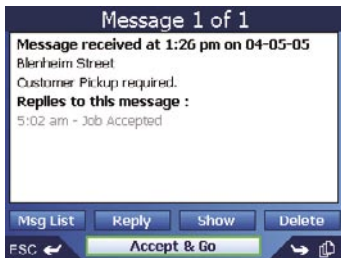 Message 1 of 1
Message received at 1:26 pm on 04-05-05
Blenheim Street
Customer Pickup required.
Replies to this message :
5:02 am - Job Accepted
Msg List Reply Show Delete
ESC Accept & Go